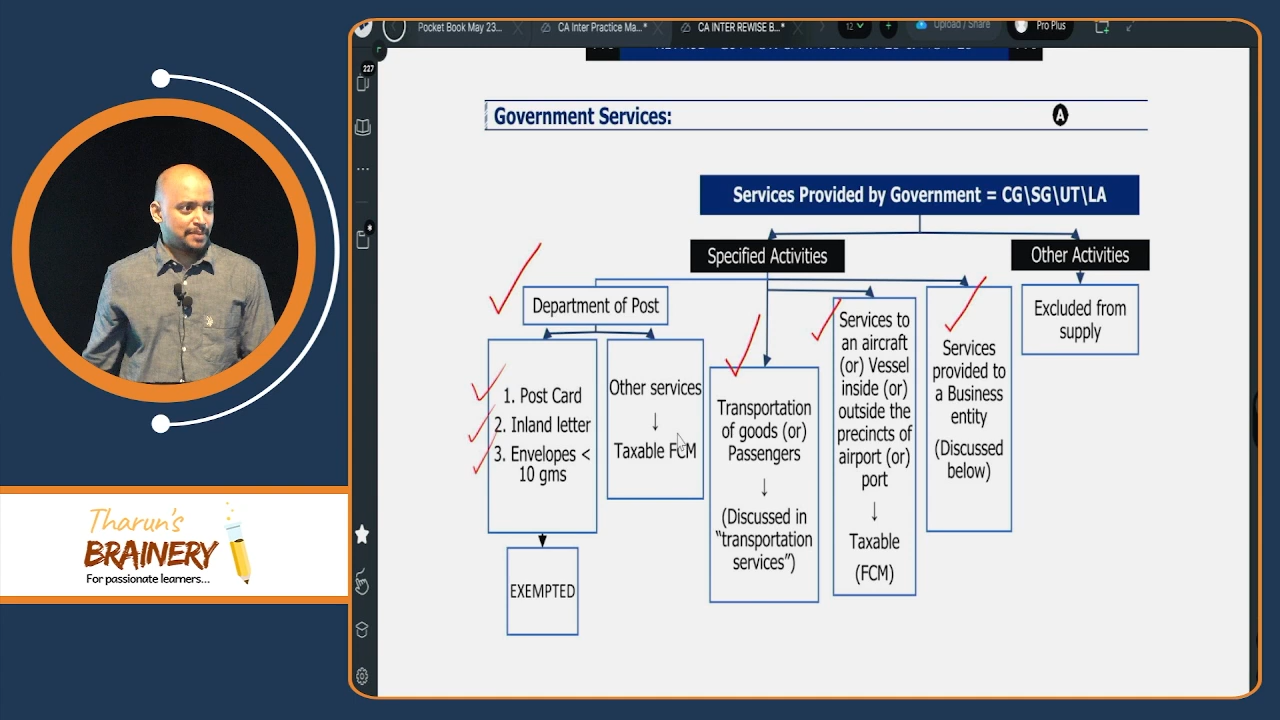 Pocket Book May 23...
CA Inter Practice Ma...*
CA INTER REWISE B...*
12
Upload / Share
Pro Plus
227
Government Services:
A
Services Provided by Government = CG\SG\UT\LA
Specified Activities
Other Activities
Department of Post
Excluded from
supply
1. Post Card
2. Inland letter
3. Envelopes <
10 gms
EXEMPTED
Other services
↓
Taxable FCM
Transportation
of goods (or)
Passengers
↓
(Discussed in
"transportation
services")
Services to
an aircraft
(or) Vessel
inside (or)
outside the
precincts of
airport (or)
port
↓
Taxable
(FCM)
Services
provided to
a Business
entity
(Discussed
below)
Tharun's
BRAINERY
For passionate learners...